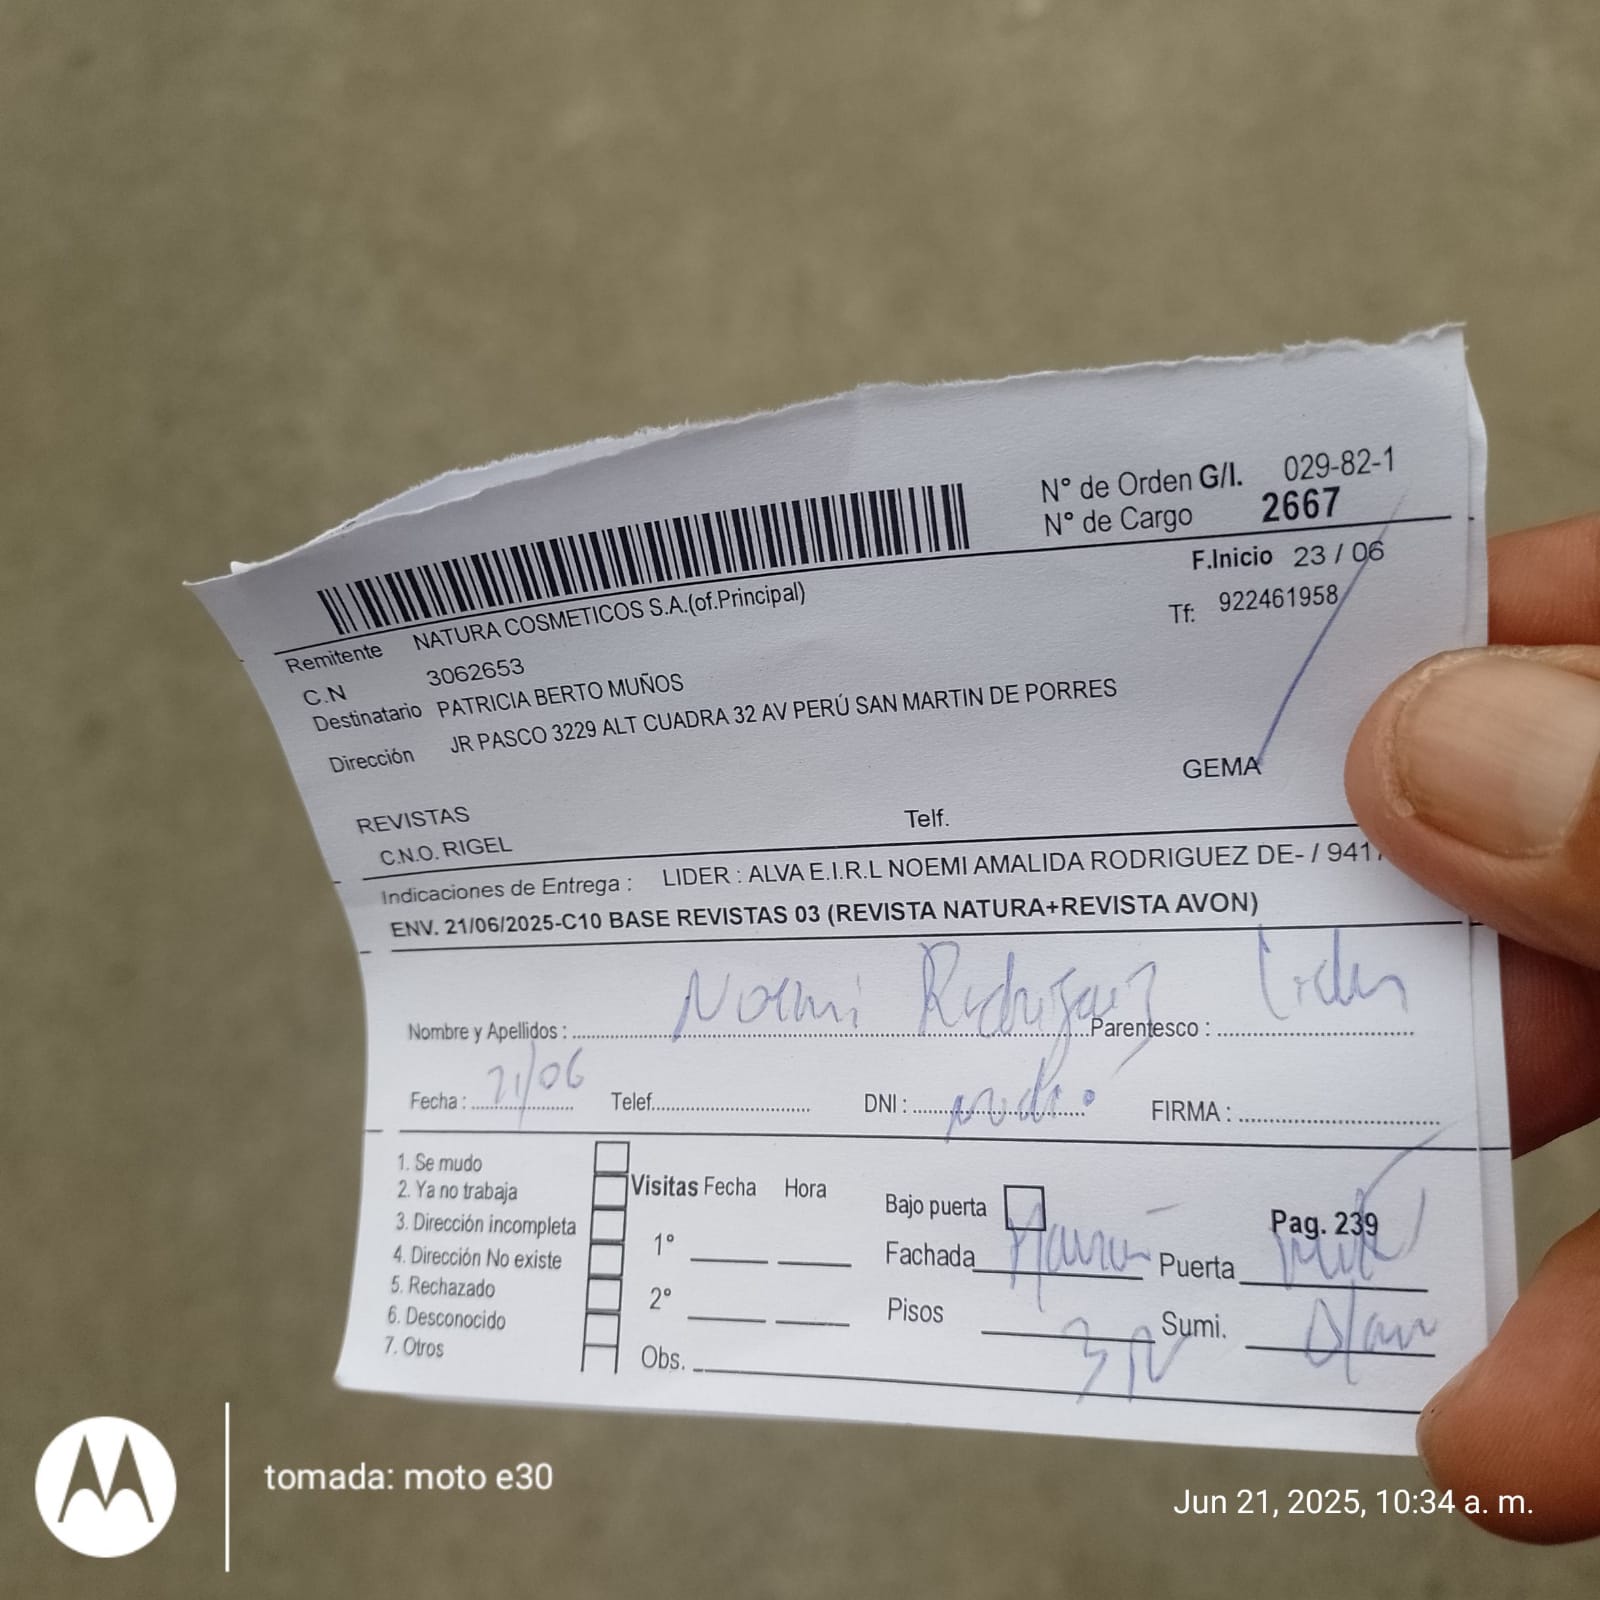 N° de Orden G/I. 029-82-1
N° de Cargo 2667
F.Inicio 23 / 06
Remitente NATURA COSMETICOS S.A.(of.Principal)
Tf: 922461958
C.N 3062653
Destinatario PATRICIA BERTO MUÑOS
Dirección JR PASCO 3229 ALT CUADRA 32 AV PERÚ SAN MARTIN DE PORRES
GEMA
REVISTAS Telf.
C.N.O. RIGEL
Indicaciones de Entrega : LIDER : ALVA E.I.R.L NOEMI AMALIDA RODRIGUEZ DE- / 941
ENV. 21/06/2025-C10 BASE REVISTAS 03 (REVISTA NATURA+REVISTA AVON)
Nombre y Apellidos : Noemi Rodriguez Parentesco :
Fecha : 21/06 Telef. DNI : FIRMA :
1. Se mudo
2. Ya no trabaja
3. Dirección incompleta
4. Dirección No existe
5. Rechazado
6. Desconocido
7. Otros
Visitas Fecha Hora
1°
2°
Obs.
Bajo puerta Pag. 239
Fachada Puerta
Pisos Sumi.
tomada: moto e30
Jun 21, 2025, 10:34 a. m.